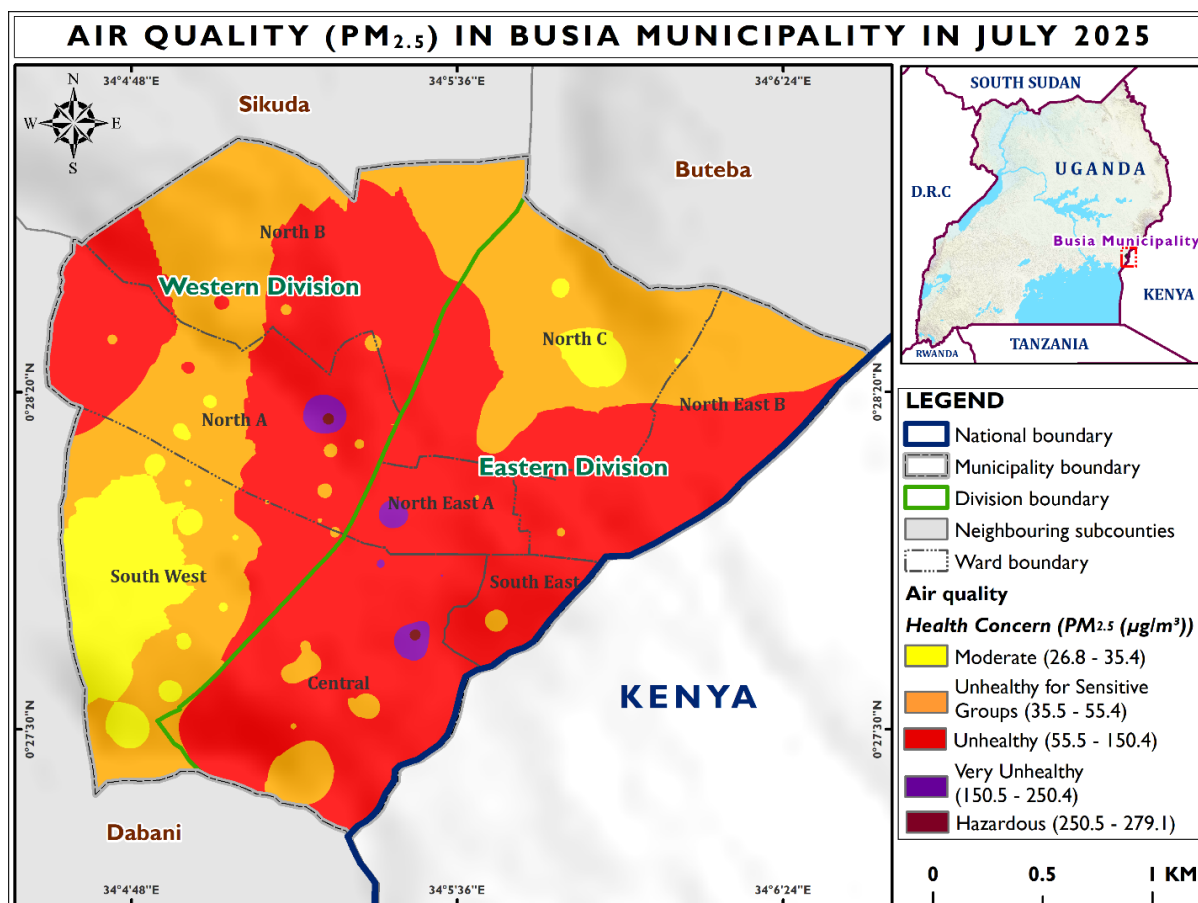 AIR QUALITY (PM2.5) IN BUSIA MUNICIPALITY IN JULY 2025
34°4'48"E
34°5'36"E
34°6'24"E
N
W
E
S
Sikuda
Buteba
North B
Western Division
North C
North A
North East B
Eastern Division
North East A
South West
South East
Central
KENYA
Dabani
0°28'20"N
0°27'30"N
0°28'20"N
0°27'30"N
34°4'48"E
34°5'36"E
34°6'24"E
SOUTH SUDAN
UGANDA
D.R.C
Busia Municipality
KENYA
TANZANIA
RWANDA
LEGEND
National boundary
Municipality boundary
Division boundary
Neighbouring subcounties
Ward boundary
Air quality
Health Concern (PM2.5 (µg/m³))
Moderate (26.8 - 35.4)
Unhealthy for Sensitive
Groups (35.5 - 55.4)
Unhealthy (55.5 - 150.4)
Very Unhealthy
(150.5 - 250.4)
Hazardous (250.5 - 279.1)
0 0.5 1 KM